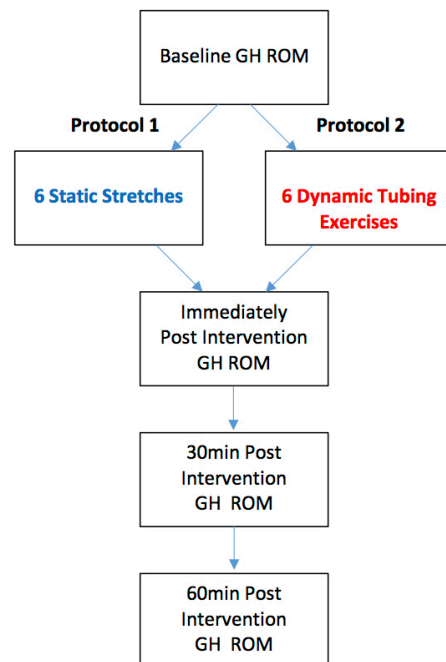 Baseline GH ROM
Protocol 1
Protocol 2
6 Static Stretches
6 Dynamic Tubing
Exercises
Immediately
Post Intervention
GH ROM
30min Post
Intervention
GH ROM
60min Post
Intervention
GH ROM